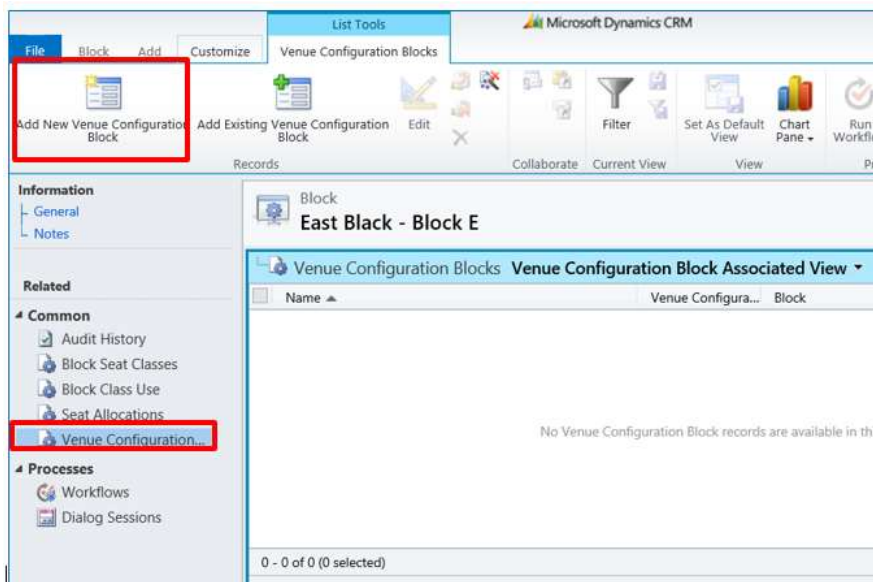 List Tools
Microsoft Dynamics CRM
File Block Add Customize Venue Configuration Blocks
Add New Venue Configuration
Block
Add Existing Venue Configuration
Block
Edit
Filter
Set As Default
View
Chart
Pane
Run
Workfl
Records Collaborate Current View View
Information
General
Notes
Related
Common
Audit History
Block Seat Classes
Block Class Use
Seat Allocations
Venue Configuration...
Processes
Workflows
Dialog Sessions
Block
East Black - Block E
Venue Configuration Blocks Venue Configuration Block Associated View
Name Venue Configura... Block
No Venue Configuration Block records are available in th
0 - 0 of 0 (0 selected)